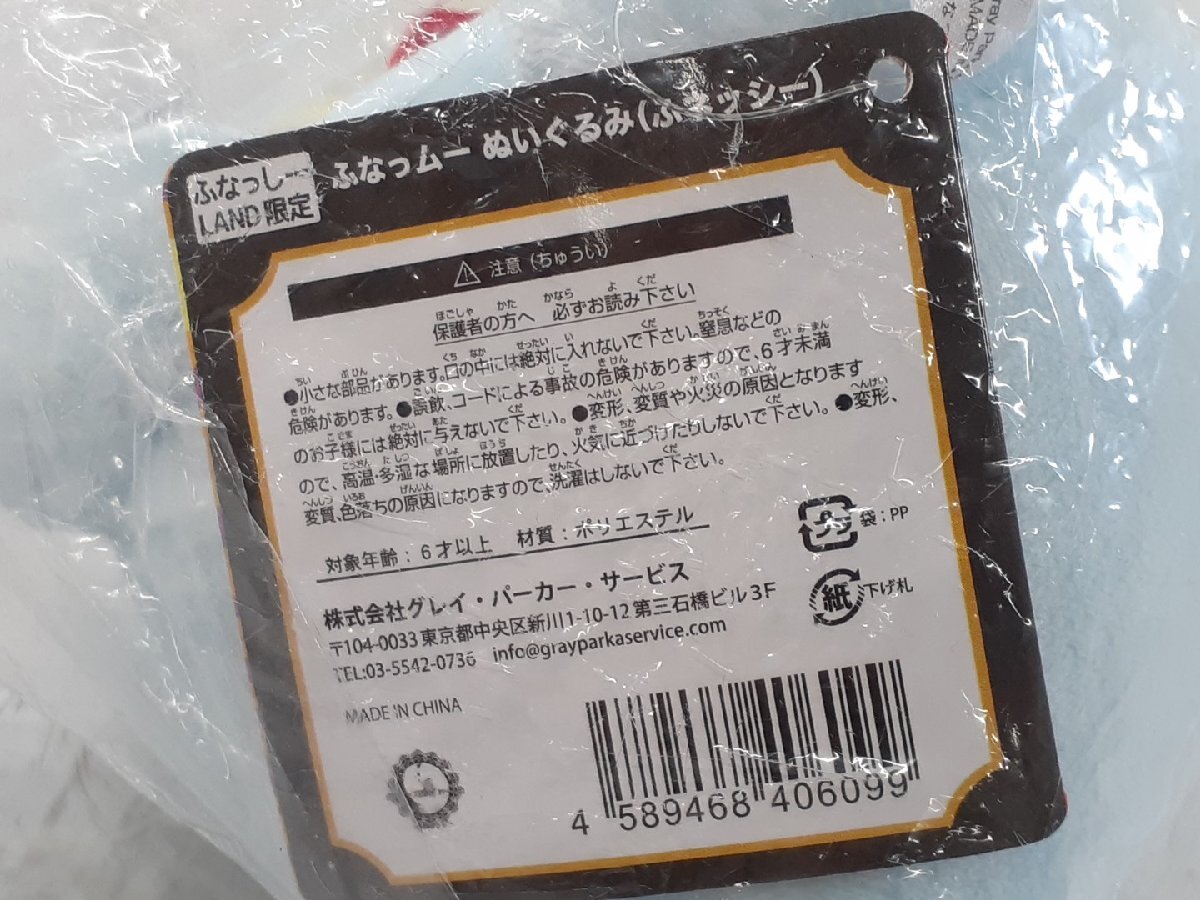 ふなっしー
LAND限定
ふなっムー ぬいぐるみ(ふネッシー)
注意(ちゅうい)
保護者の方へ 必ずお読み下さい
●小さな部品があります。口の中には絶対に入れないで下さい。窒息などの
危険があります。●誤飲、コードによる事故の危険がありますので、6才未満
のお子様には絶対に与えないで下さい。●変形、変質や火災の原因となります
ので、高温・多湿な場所に放置したり、火気に近づけたりしないで下さい。●変形、
変質、色落ちの原因になりますので、洗濯はしないで下さい。
対象年齢：6才以上 材質：ポリエステル
プラ 袋：PP
紙 下げ札
株式会社グレイ・パーカー・サービス
〒104-0033 東京都中央区新川1-10-12 第三石橋ビル3F
TEL:03-5542-0736 info@grayparkaservice.com
MADE IN CHINA
4 589468 406099